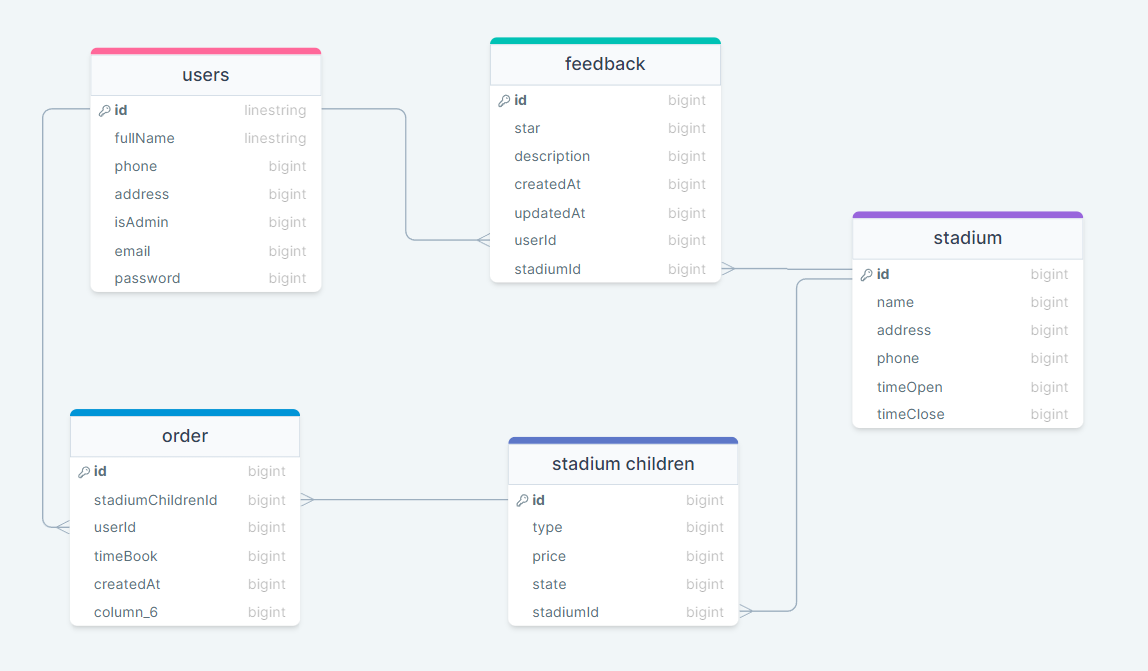 users
id linestring
fullName linestring
phone bigint
address bigint
isAdmin bigint
email bigint
password bigint
feedback
id bigint
star bigint
description bigint
createdAt bigint
updatedAt bigint
userId bigint
stadiumId bigint
stadium
id bigint
name bigint
address bigint
phone bigint
timeOpen bigint
timeClose bigint
order
id bigint
stadiumChildrenId bigint
userId bigint
timeBook bigint
createdAt bigint
column_6 bigint
stadium children
id bigint
type bigint
price bigint
state bigint
stadiumId bigint